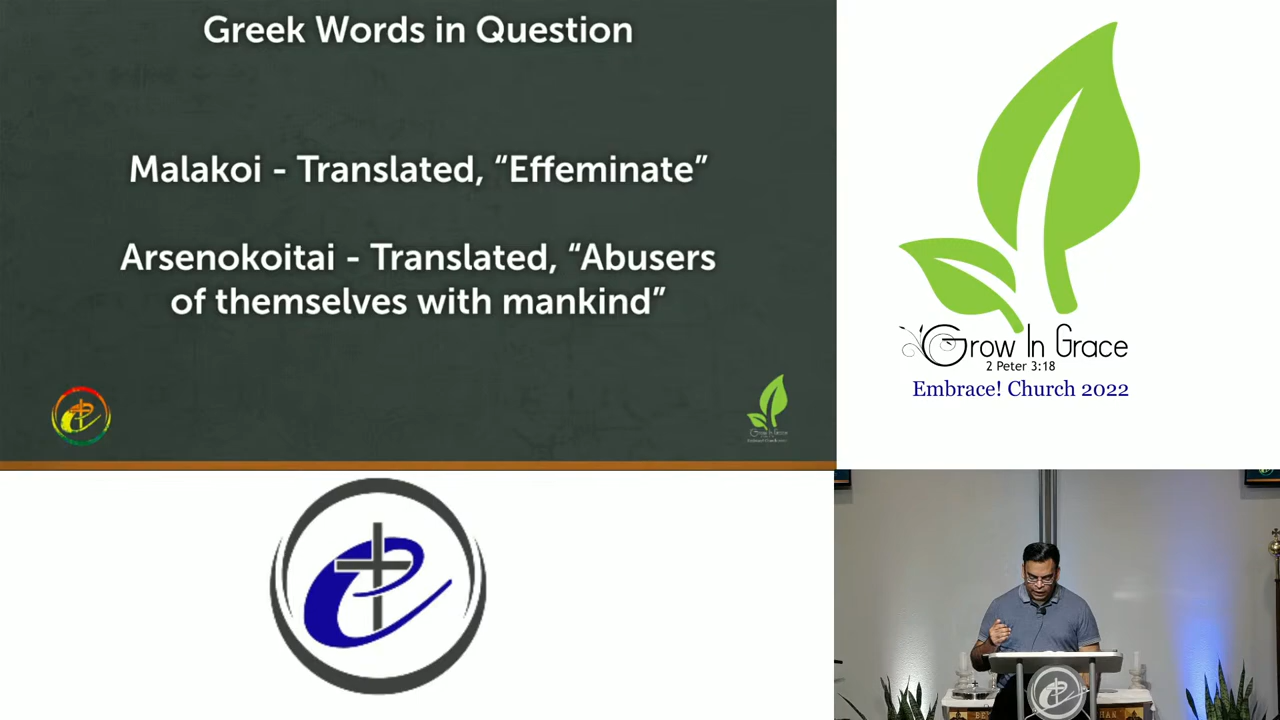 Greek Words in Question
Malakoi - Translated, “Effeminate”
Arsenokoitai - Translated, “Abusers
of themselves with mankind”
Grow In Grace
2 Peter 3:18
Embrace! Church 2022